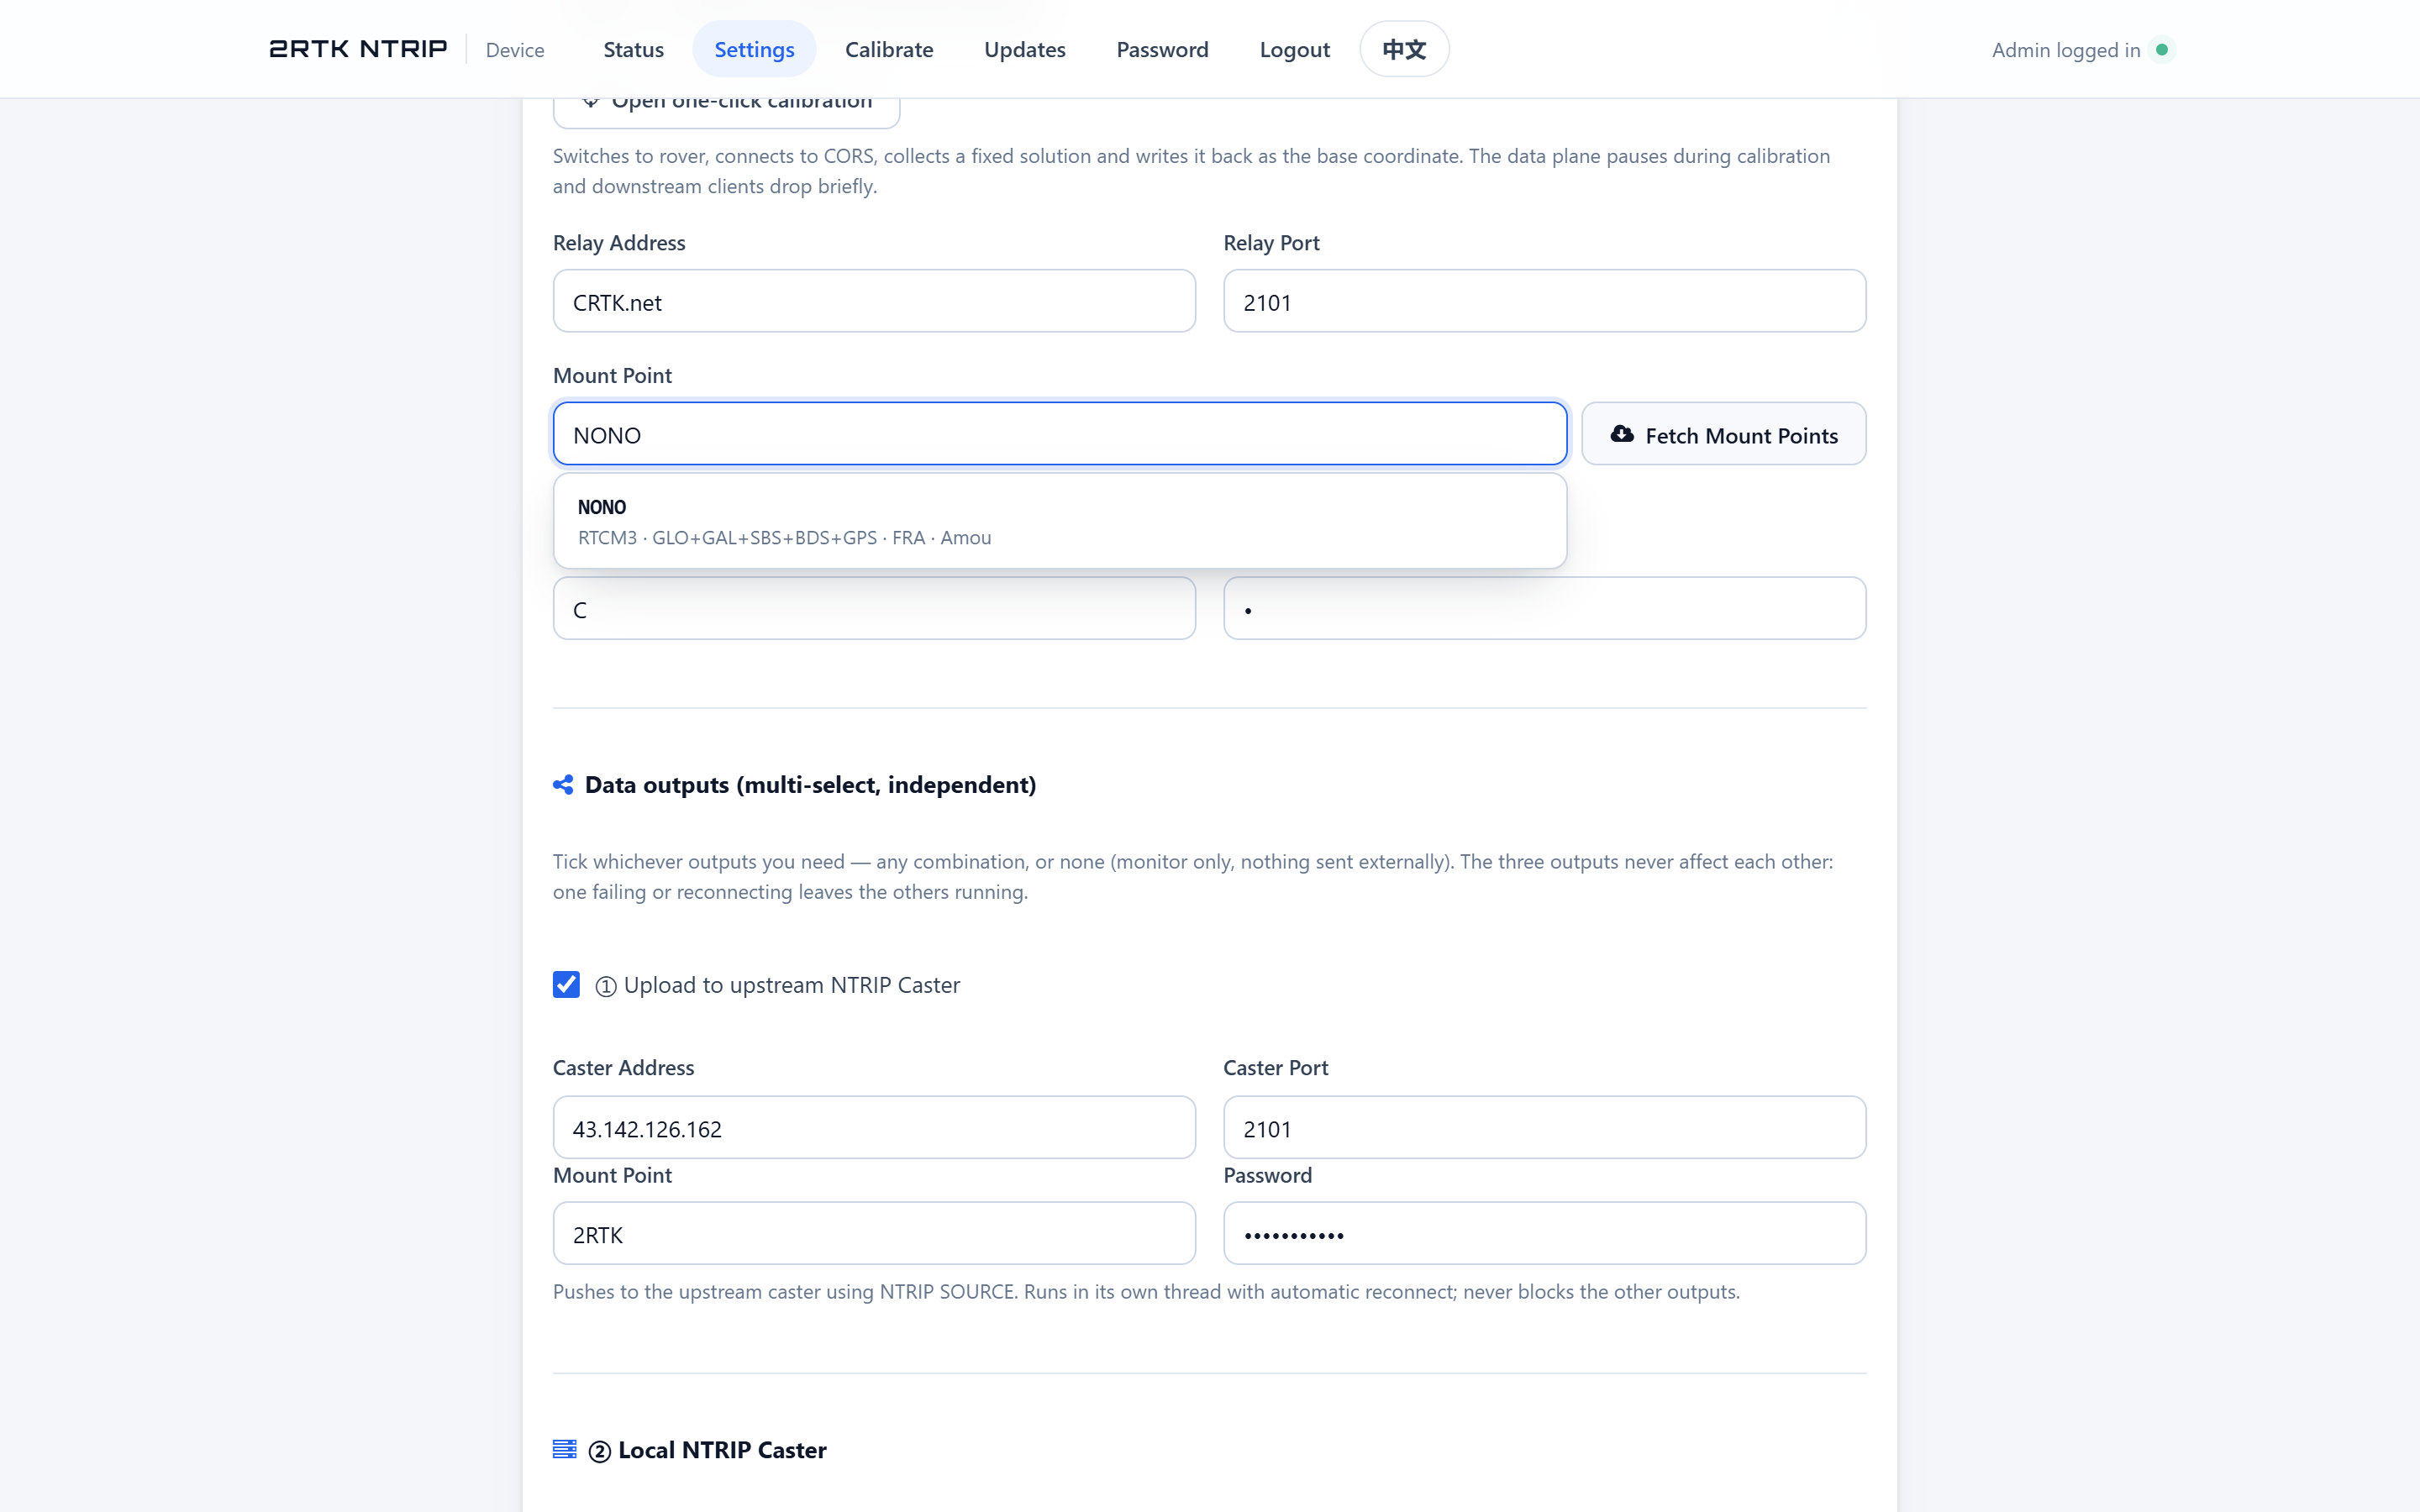 2RTK NTRIP
Device
Status
Settings
Calibrate
Updates
Password
Logout
中文
Admin logged in
Open one-click calibration
Switches to rover, connects to CORS, collects a fixed solution and writes it back as the base coordinate. The data plane pauses during calibration
and downstream clients drop briefly.
Relay Address
Relay Port
CRTK.net
2101
Mount Point
NONO
Fetch Mount Points
NONO
RTCM3 · GLO+GAL+SBS+BDS+GPS · FRA · Amou
C
•
Data outputs (multi-select, independent)
Tick whichever outputs you need — any combination, or none (monitor only, nothing sent externally). The three outputs never affect each other:
one failing or reconnecting leaves the others running.
① Upload to upstream NTRIP Caster
Caster Address
Caster Port
43.142.126.162
2101
Mount Point
Password
2RTK
•••••••••••
Pushes to the upstream caster using NTRIP SOURCE. Runs in its own thread with automatic reconnect; never blocks the other outputs.
② Local NTRIP Caster